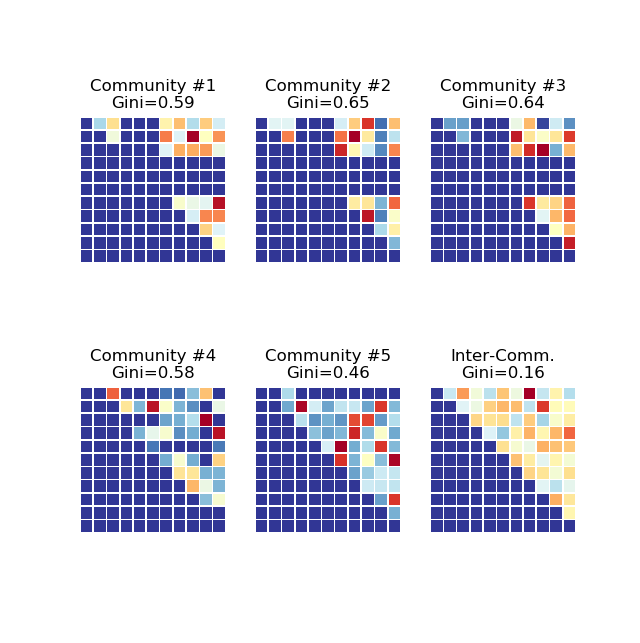 Community #1
Gini=0.59
Community #2
Gini=0.65
Community #3
Gini=0.64
Community #4
Gini=0.58
Community #5
Gini=0.46
Inter-Comm.
Gini=0.16